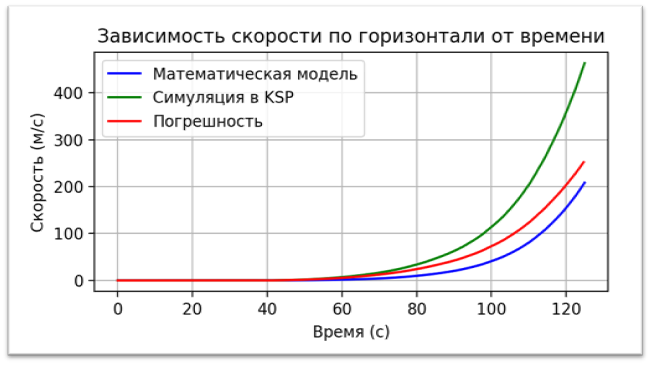 Зависимость скорости по горизонтали от времени
Математическая модель
Симуляция в KSP
Погрешность
Скорость (м/с)
400
300
200
100
0
0 20 40 60 80 100 120
Время (с)